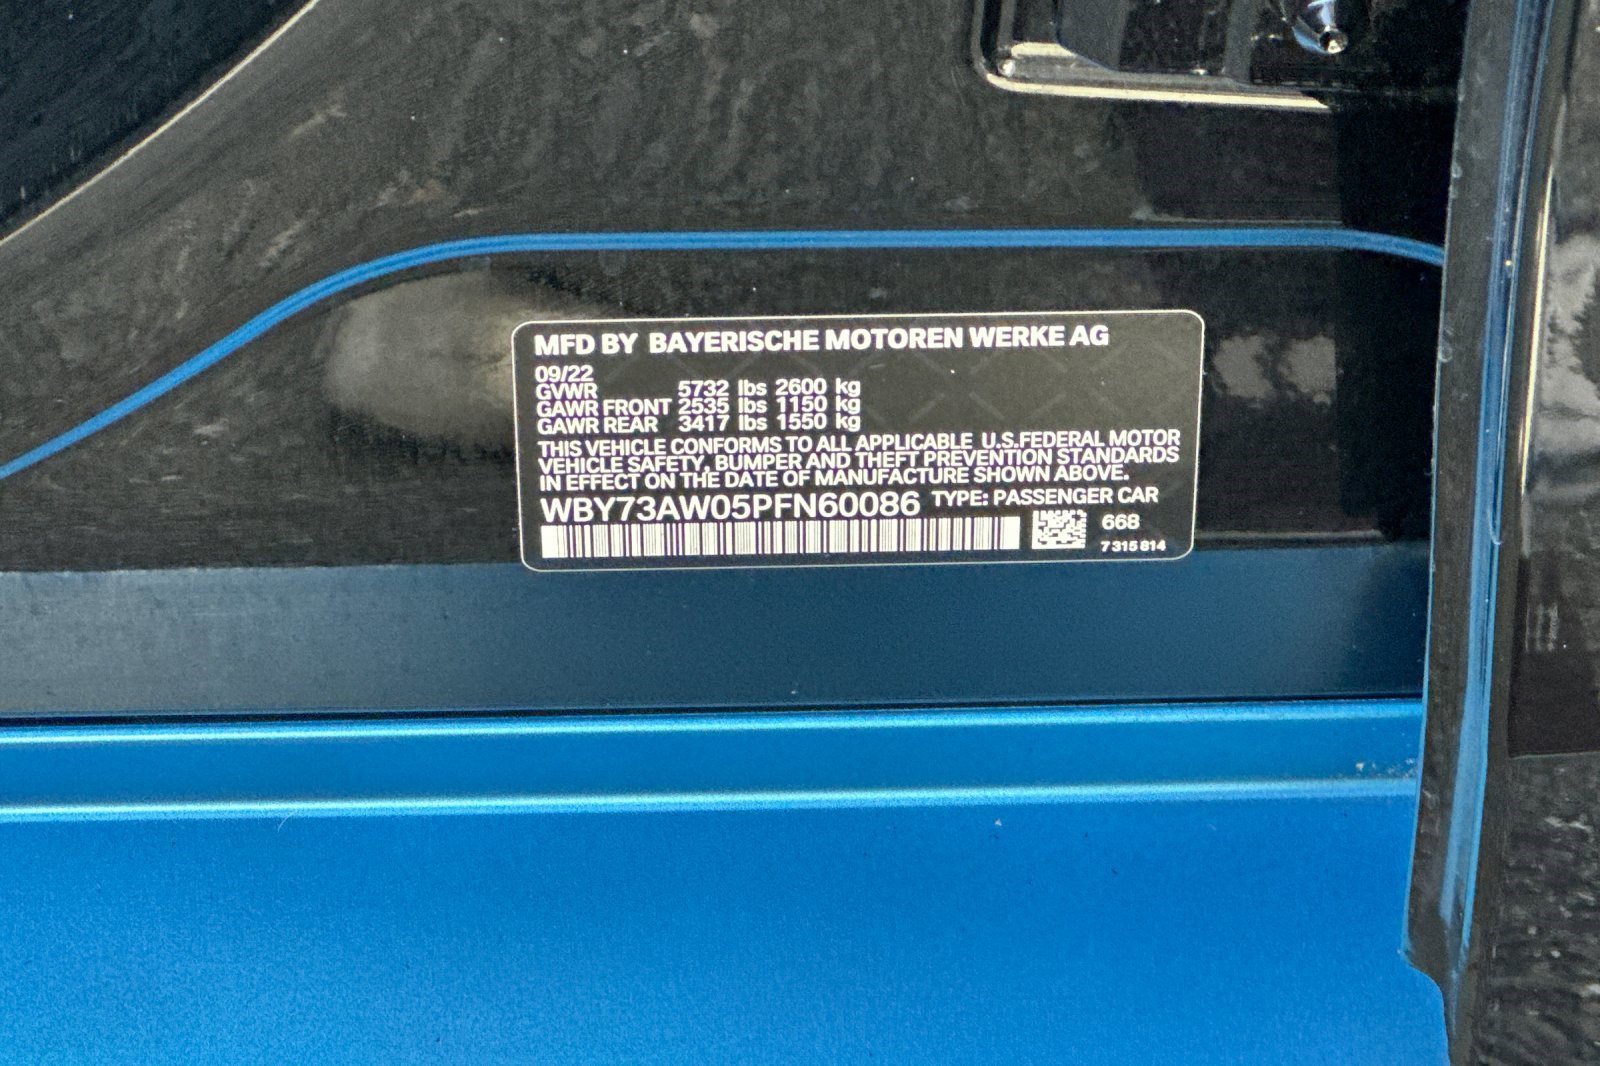 MFD BY BAYERISCHE MOTOREN WERKE AG
09/22
GVWR 5732 lbs 2600 kg
GAWR FRONT 2535 lbs 1150 kg
GAWR REAR 3417 lbs 1550 kg
THIS VEHICLE CONFORMS TO ALL APPLICABLE U.S.FEDERAL MOTOR
VEHICLE SAFETY, BUMPER AND THEFT PREVENTION STANDARDS
IN EFFECT ON THE DATE OF MANUFACTURE SHOWN ABOVE.
WBY73AW05PFN60086 TYPE: PASSENGER CAR
668
7 315 814